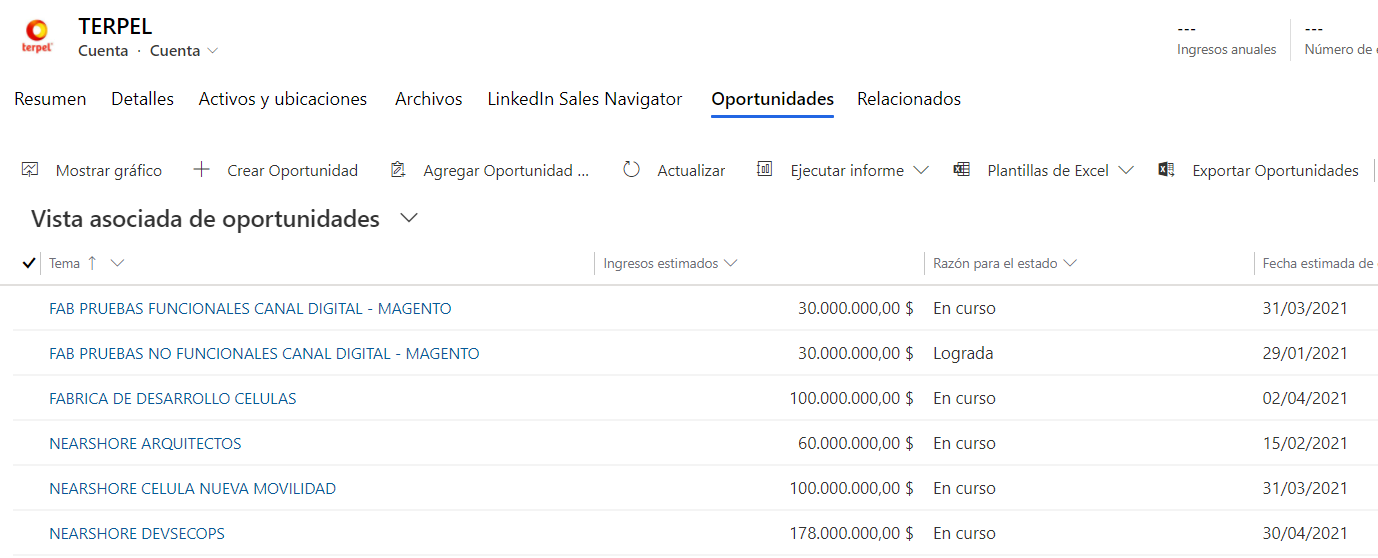 terpel
TERPEL
Cuenta · Cuenta
---
Ingresos anuales
---
Número de
Resumen Detalles Activos y ubicaciones Archivos LinkedIn Sales Navigator Oportunidades Relacionados
Mostrar gráfico Crear Oportunidad Agregar Oportunidad ... Actualizar Ejecutar informe Plantillas de Excel Exportar Oportunidades
Vista asociada de oportunidades
Tema ↑ Ingresos estimados Razón para el estado Fecha estimada de
FAB PRUEBAS FUNCIONALES CANAL DIGITAL - MAGENTO 30.000.000,00 $ En curso 31/03/2021
FAB PRUEBAS NO FUNCIONALES CANAL DIGITAL - MAGENTO 30.000.000,00 $ Lograda 29/01/2021
FABRICA DE DESARROLLO CELULAS 100.000.000,00 $ En curso 02/04/2021
NEARSHORE ARQUITECTOS 60.000.000,00 $ En curso 15/02/2021
NEARSHORE CELULA NUEVA MOVILIDAD 100.000.000,00 $ En curso 31/03/2021
NEARSHORE DEVSECOPS 178.000.000,00 $ En curso 30/04/2021